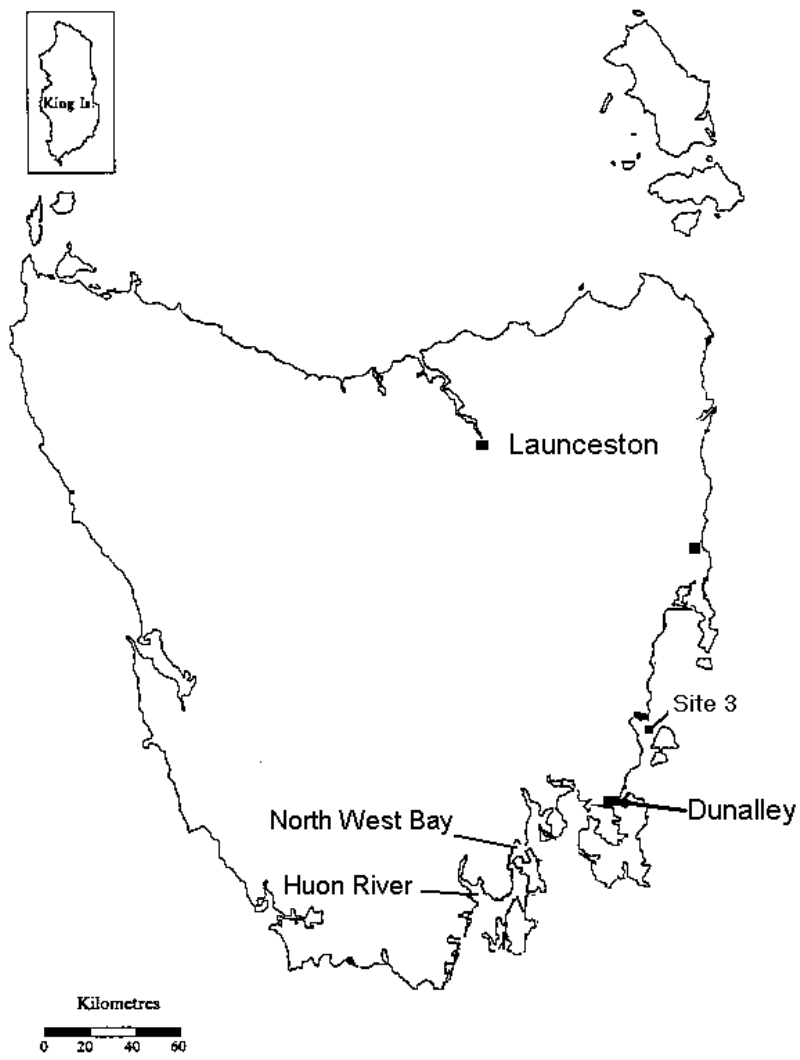 King Is
Launceston
Site 3
Dunalley
North West Bay
Huon River
Kilometres
0 20 40 60